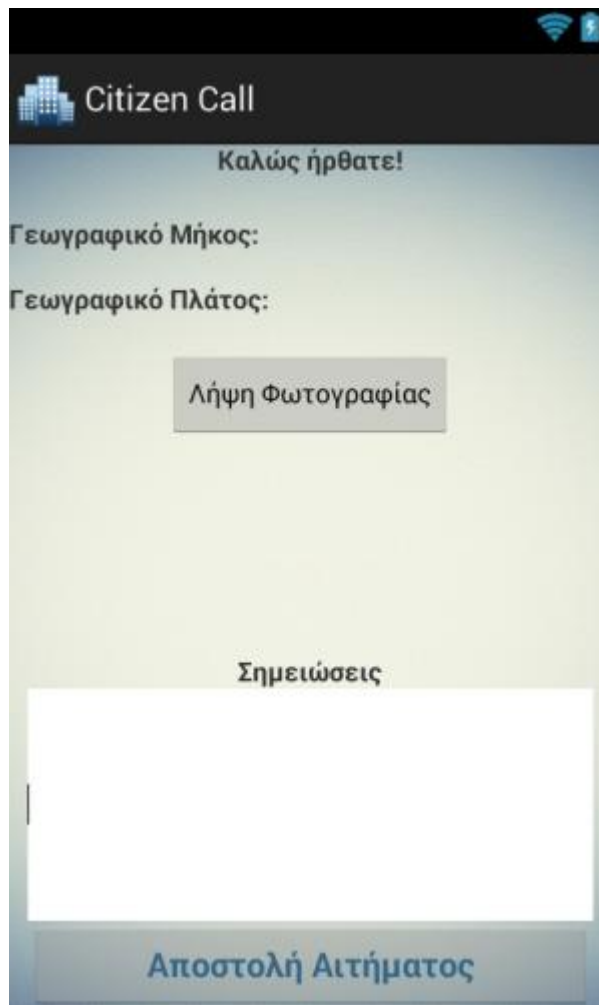 Citizen Call
Καλώς ήρθατε!
Γεωγραφικό Μήκος:
Γεωγραφικό Πλάτος:
Λήψη Φωτογραφίας
Σημειώσεις
Αποστολή Αιτήματος